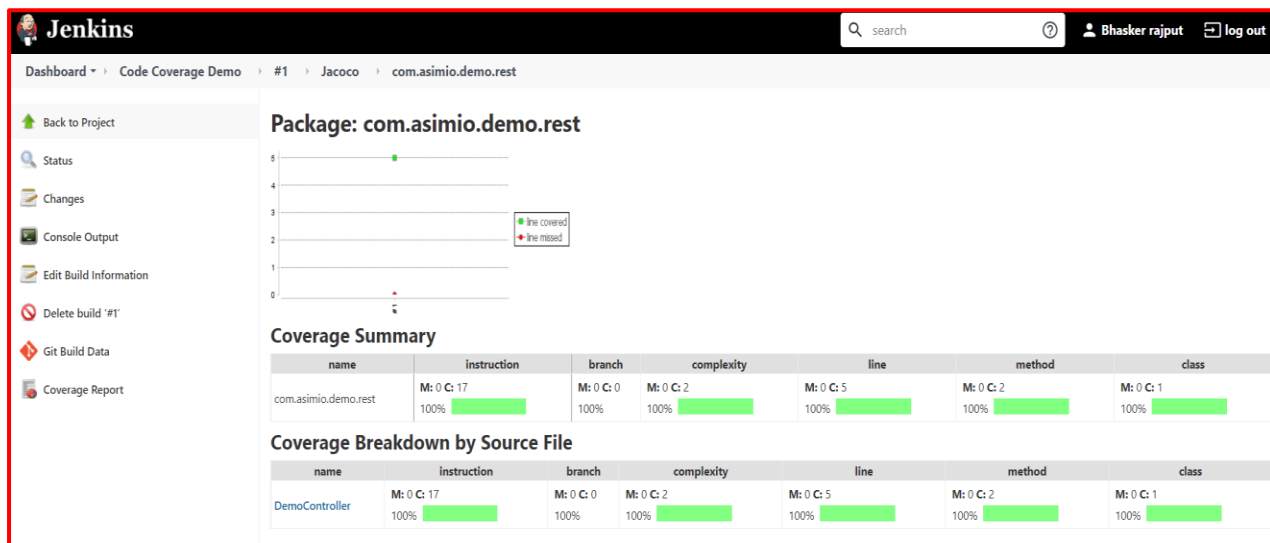 Jenkins
search
Bhasker rajput
log out
Dashboard
Code Coverage Demo
#1
Jacoco
com.asimio.demo.rest
Back to Project
Status
Changes
Console Output
Edit Build Information
Delete build '#1'
Git Build Data
Coverage Report
Package: com.asimio.demo.rest
5
4
3
2
1
0
line covered
line missed
#1
Coverage Summary
name instruction branch complexity line method class
com.asimio.demo.rest M: 0 C: 17 M: 0 C: 0 M: 0 C: 2 M: 0 C: 5 M: 0 C: 2 M: 0 C: 1
100% 100% 100% 100% 100% 100%
Coverage Breakdown by Source File
name instruction branch complexity line method class
DemoController M: 0 C: 17 M: 0 C: 0 M: 0 C: 2 M: 0 C: 5 M: 0 C: 2 M: 0 C: 1
100% 100% 100% 100% 100% 100%